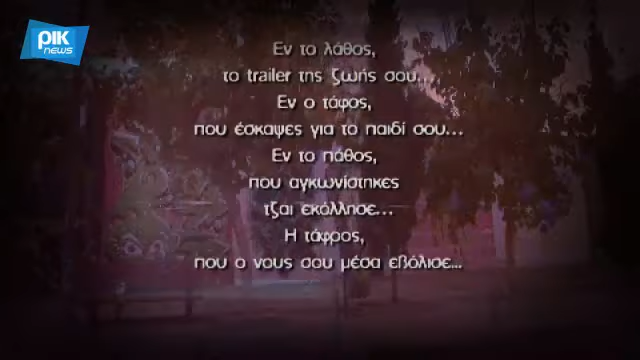 ΡΙΚ
NEWS
Εν το λάθος,
το trailer της ζωής σου...
Εν ο τάφος,
που έσκαψες για το παιδί σου...
Εν το πάθος,
που αγκωνίστηκες
τζαι εκόλλησε...
Η τάφρος,
που ο νους σου μέσα εβόλισε...